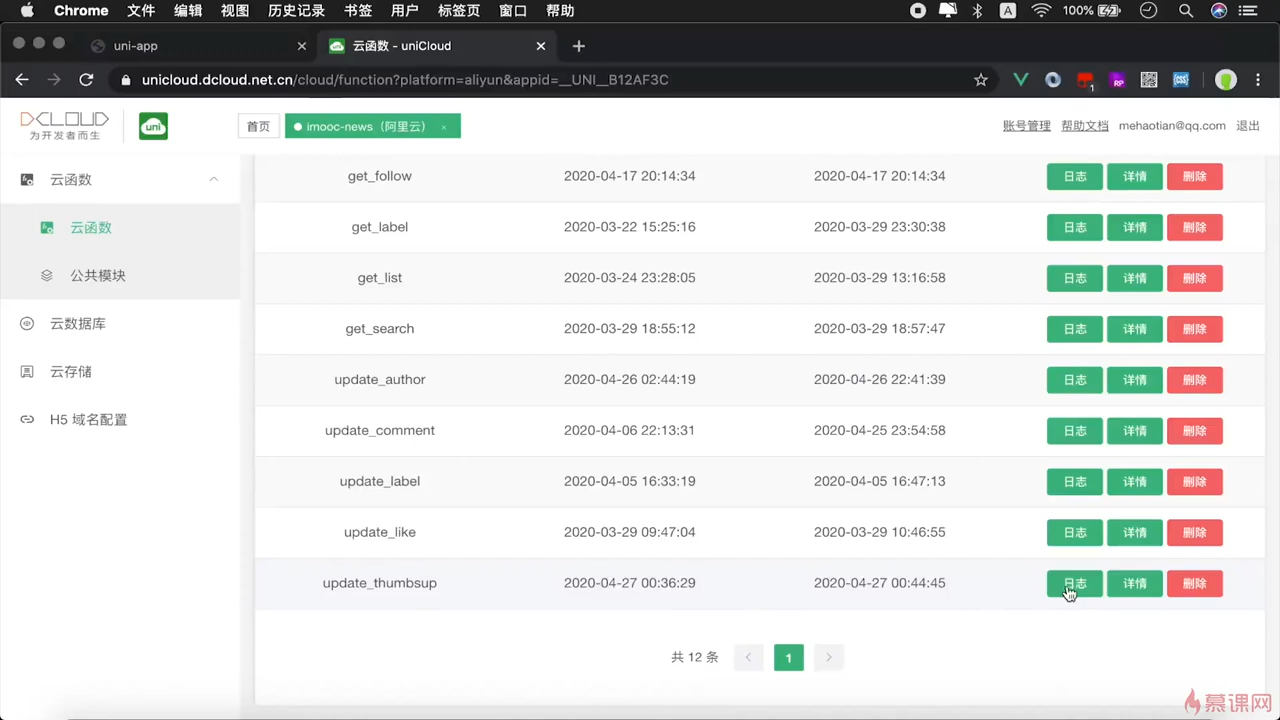 Chrome 文件 编辑 视图 历史记录 书签 用户 标签页 窗口 帮助 A 100%
uni-app 云函数 - uniCloud
unicloud.dcloud.net.cn/cloud/function?platform=aliyun&appid=__UNI__B12AF3C RP 1 CSS
DCLOUD
为开发者而生
uni
首页 imooc-news（阿里云） × 账号管理 帮助文档 mehaotian@qq.com 退出
云函数
云函数
公共模块
云数据库
云存储
H5 域名配置
get_follow 2020-04-17 20:14:34 2020-04-17 20:14:34 日志 详情 删除
get_label 2020-03-22 15:25:16 2020-03-29 23:30:38 日志 详情 删除
get_list 2020-03-24 23:28:05 2020-03-29 13:16:58 日志 详情 删除
get_search 2020-03-29 18:55:12 2020-03-29 18:57:47 日志 详情 删除
update_author 2020-04-26 02:44:19 2020-04-26 22:41:39 日志 详情 删除
update_comment 2020-04-06 22:13:31 2020-04-25 23:54:58 日志 详情 删除
update_label 2020-04-05 16:33:19 2020-04-05 16:47:13 日志 详情 删除
update_like 2020-03-29 09:47:04 2020-03-29 10:46:55 日志 详情 删除
update_thumbsup 2020-04-27 00:36:29 2020-04-27 00:44:45 日志 详情 删除
共 12 条 < 1 >
慕课网